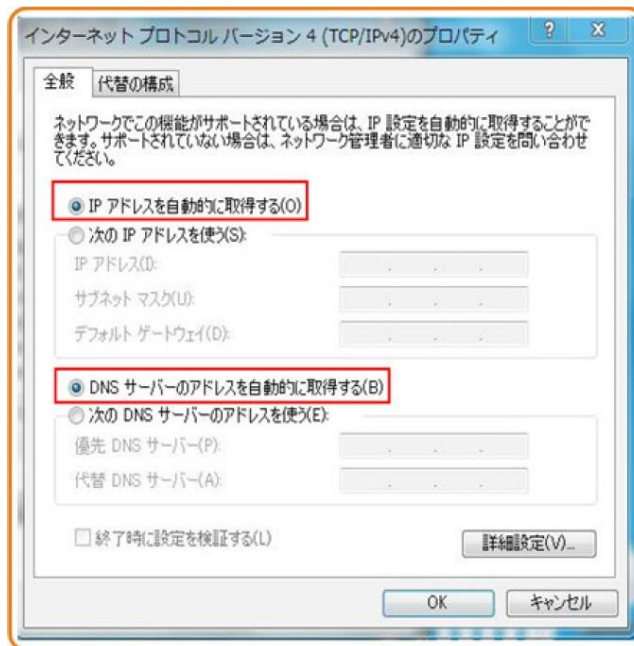 インターネット プロトコル バージョン 4 (TCP/IPv4)のプロパティ
全般
代替の構成
ネットワークでこの機能がサポートされている場合は、IP 設定を自動的に取得することがで
きます。サポートされていない場合は、ネットワーク管理者に適切な IP 設定を問い合わせ
てください。
IP アドレスを自動的に取得する(O)
次の IP アドレスを使う(S):
IP アドレス(I):
サブネット マスク(U):
デフォルト ゲートウェイ(D):
DNS サーバーのアドレスを自動的に取得する(B)
次の DNS サーバーのアドレスを使う(E):
優先 DNS サーバー(P):
代替 DNS サーバー(A):
終了時に設定を検証する(L)
詳細設定(V)...
OK
キャンセル